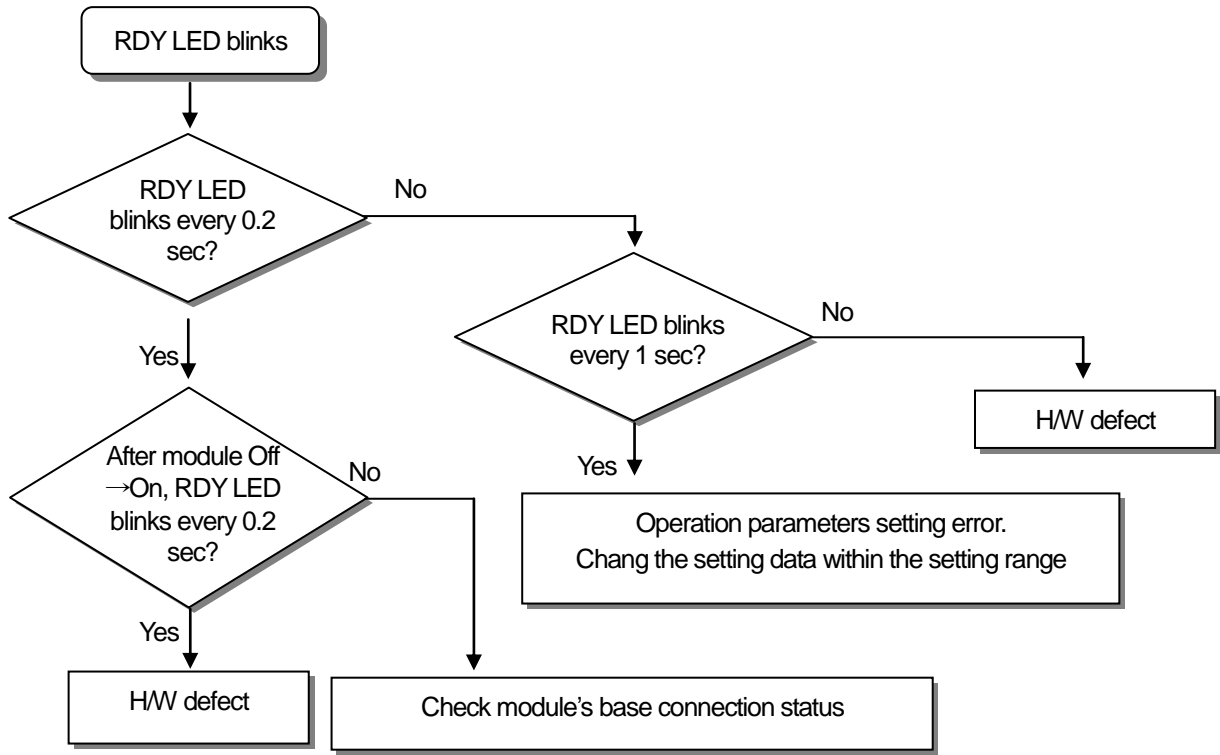 RDY LED blinks
RDY LED
blinks every 0.2
sec?
No
RDY LED blinks
every 1 sec?
No
H/W defect
Yes
After module Off
→On, RDY LED
blinks every 0.2
sec?
No
Yes
Operation parameters setting error.
Chang the setting data within the setting range
Yes
H/W defect
Check module's base connection status